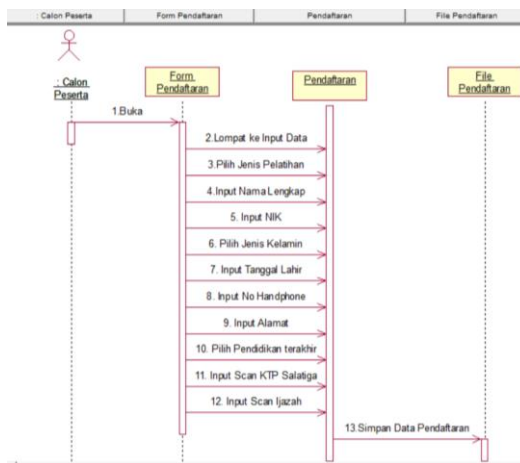 : Calon Peserta
Form Pendaftaran
Pendaftaran
File Pendaftaran
: Calon
Peserta
Form
Pendaftaran
Pendaftaran
File
Pendaftaran
1.Buka
2.Lompat ke Input Data
3.Pilih Jenis Pelatihan
4.Input Nama Lengkap
5. Input NIK
6. Pilih Jenis Kelamin
7. Input Tanggal Lahir
8. Input No Handphone
9. Input Alamat
10. Pilih Pendidikan terakhir
11. Input Scan KTP Salatiga
12. Input Scan Ijazah
13.Simpan Data Pendaftaran